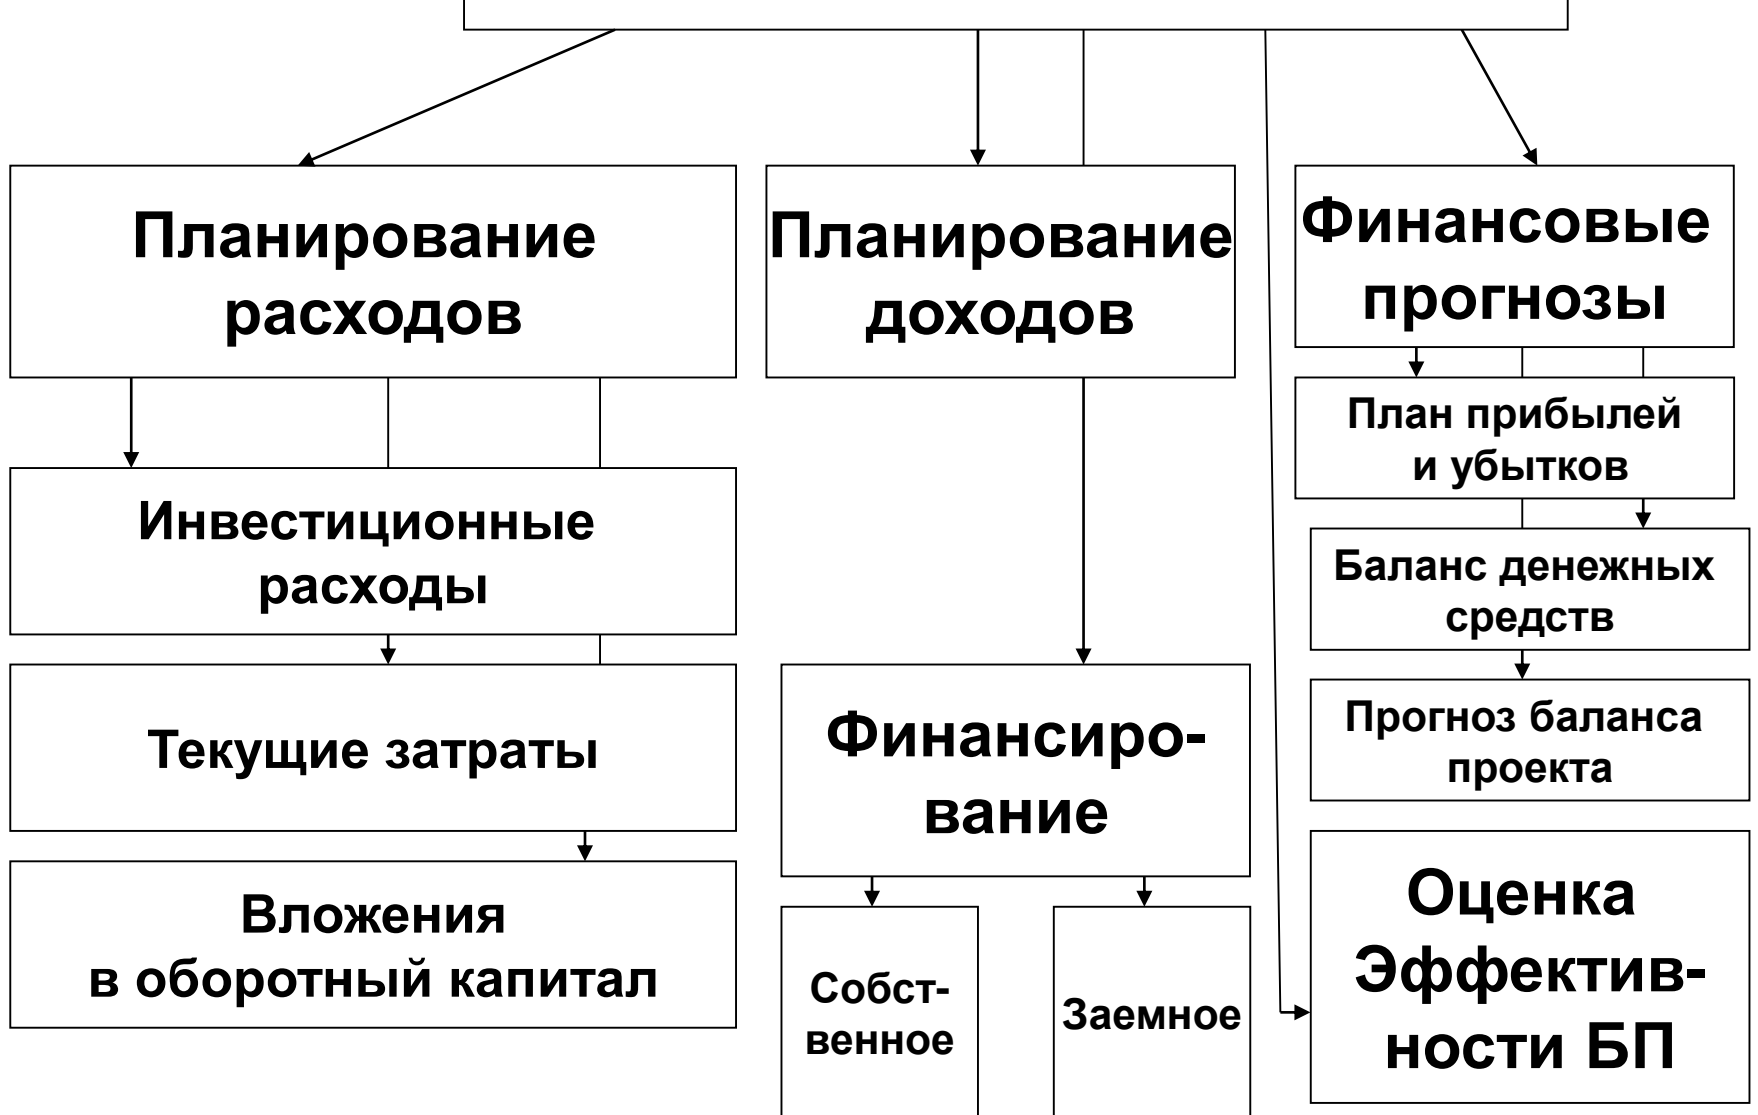 Планирование
расходов
Планирование
доходов
Финансовые
прогнозы
План прибылей
и убытков
Инвестиционные
расходы
Баланс денежных
средств
Текущие затраты
Финансиро-
вание
Прогноз баланса
проекта
Вложения
в оборотный капитал
Собст-
венное
Заемное
Оценка
Эффектив-
ности БП